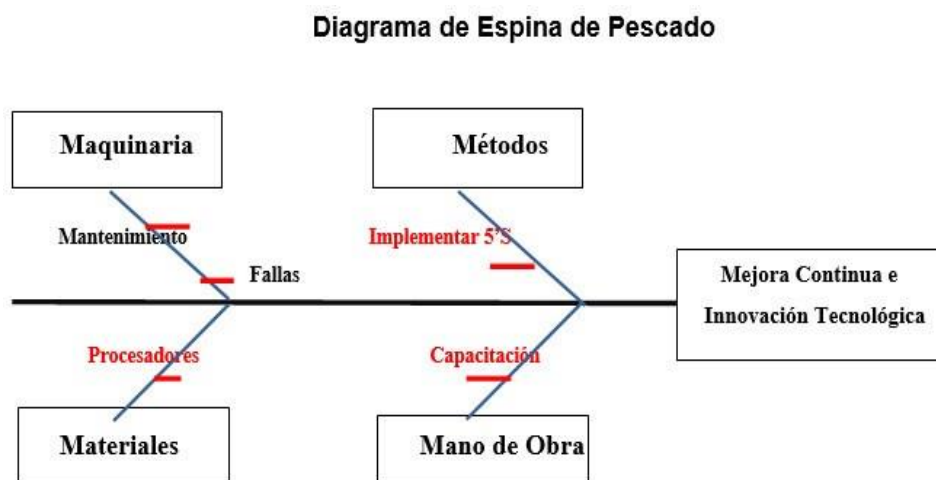 Diagrama de Espina de Pescado
Maquinaria
Métodos
Mantenimiento
Implementar 5'S
Fallas
Mejora Continua e
Innovación Tecnológica
Procesadores
Capacitación
Materiales
Mano de Obra